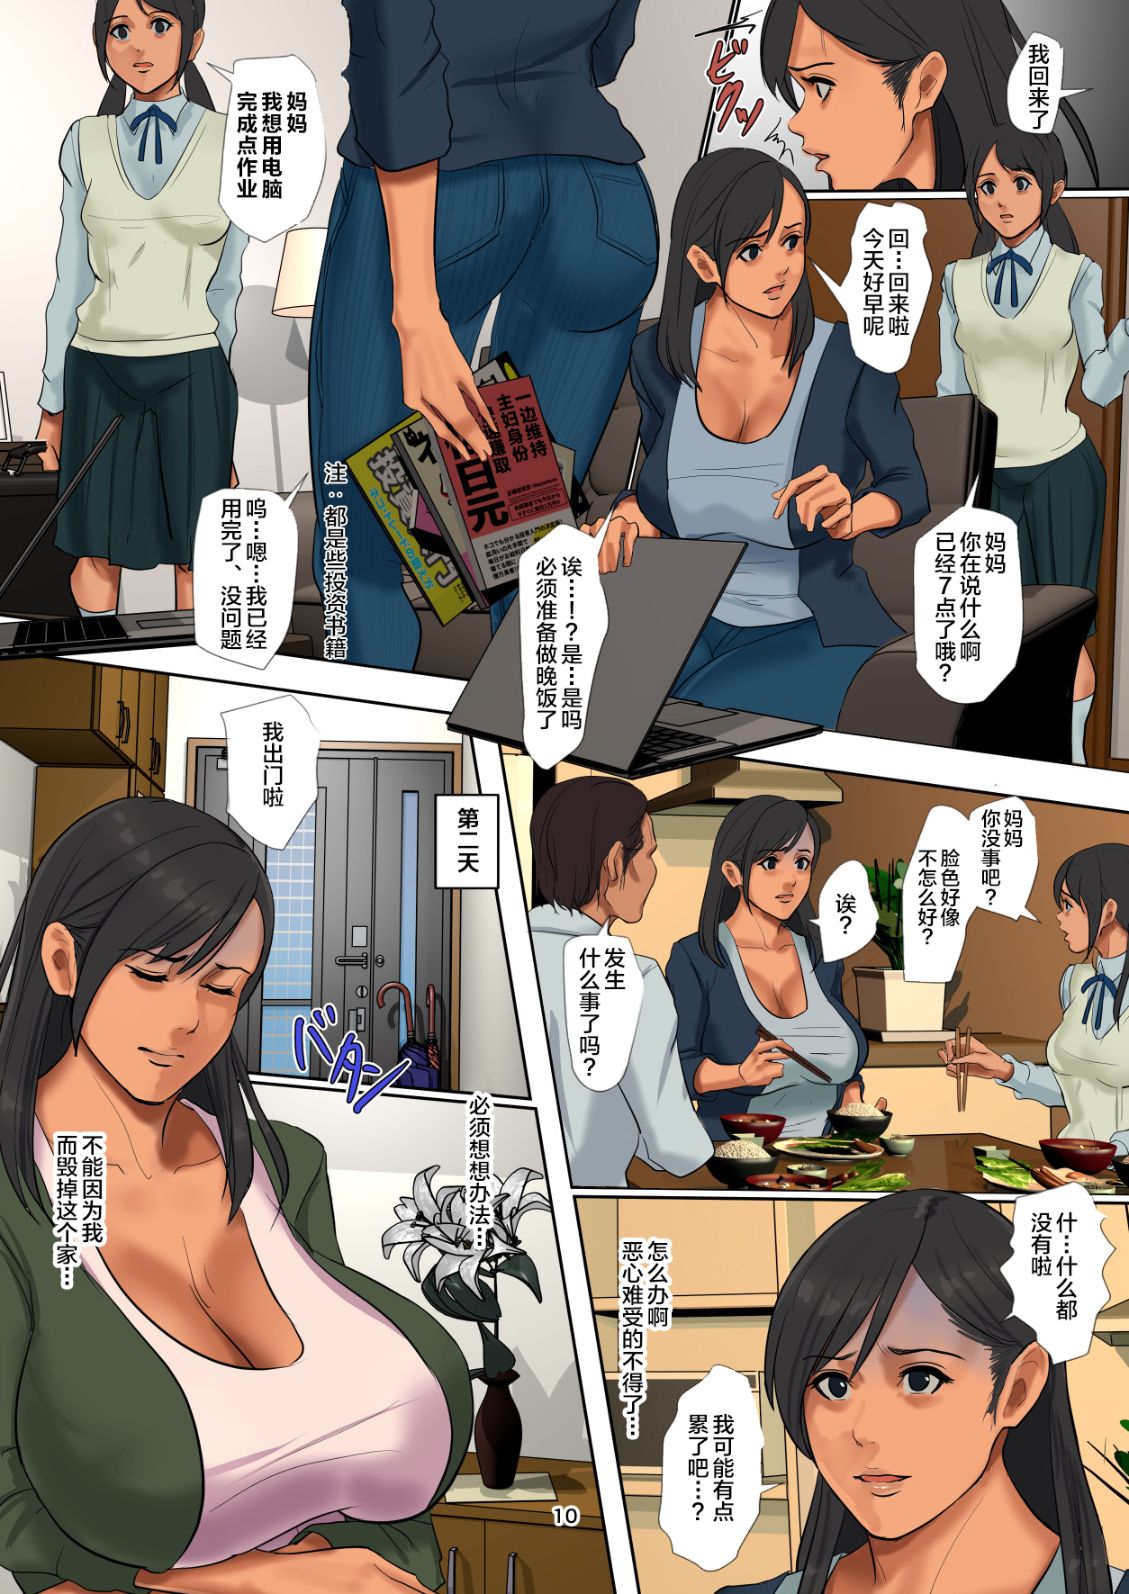 我回来了
ビクッ
回…回来啦
今天好早呢
妈妈
你在说什么啊
已经7点了哦?
诶…!?是…是吗
必须准备做晚饭了
妈妈
我想用电脑
完成点作业
一边维持
主妇身份
赚取
日元
注:都是些投资书籍
呜…嗯…我已经
用完了、没问题
妈妈
你没事吧?
脸色好像
不怎么好?
诶?
发生
什么事了吗?
什…什么都
没有啦
我可能有点
累了吧…?
怎么办啊
恶心难受的不得了…
第二天
我出门啦
バタン
必须想想办法…
不能因为我
而毁掉这个家…
10